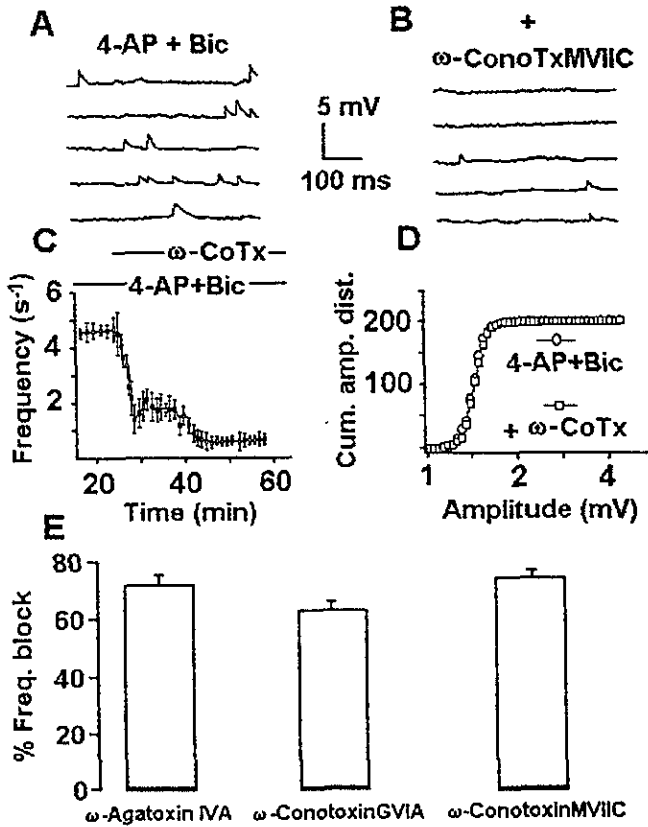 A
4-AP + Bic
B
+
ω-ConoTxMVIIC
5 mV
100 ms
C
ω-CoTx
4-AP+Bic
Frequency (s-1)
6
4
2
20
40
60
Time (min)
D
Cum. amp. dist.
200
100
4-AP+Bic
+ ω-CoTx
1
2
4
Amplitude (mV)
E
% Freq. block
80
60
40
20
0
ω-Agatoxin IVA
ω-ConotoxinGVIA
ω-ConotoxinMVIIC